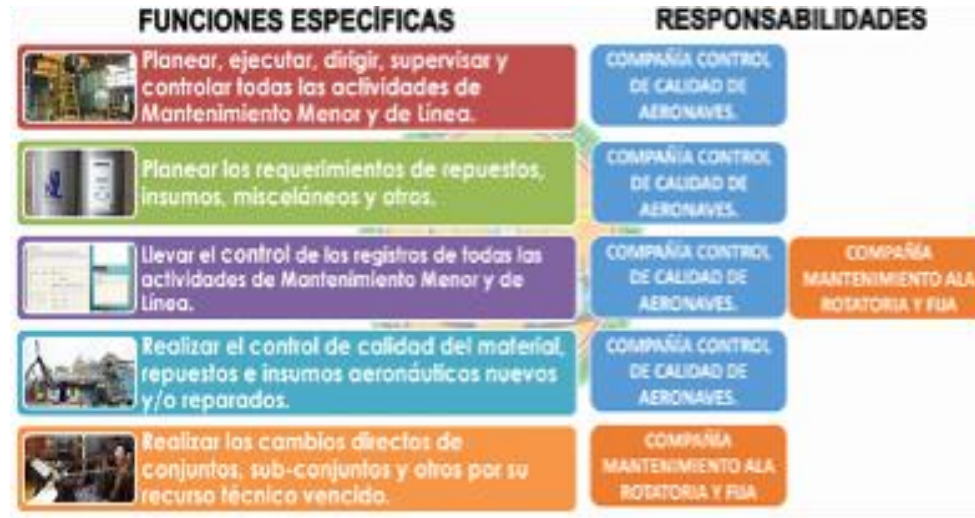 FUNCIONES ESPECÍFICAS
RESPONSABILIDADES
Planear, ejecutar, dirigir, supervisar y
controlar todas las actividades de
Mantenimiento Menor y de Línea.
COMPAÑÍA CONTROL
DE CALIDAD DE
AERONAVES.
Planear los requerimientos de repuestos,
insumos, misceláneos y otros.
COMPAÑÍA CONTROL
DE CALIDAD DE
AERONAVES.
Llevar el control de los registros de todas las
actividades de Mantenimiento Menor y de
Línea.
COMPAÑÍA CONTROL
DE CALIDAD DE
AERONAVES.
COMPAÑÍA
MANTENIMIENTO ALA
ROTATORIA Y FIJA
Realizar el control de calidad del material,
repuestos e insumos aeronáuticos nuevos
y/o reparados.
COMPAÑÍA CONTROL
DE CALIDAD DE
AERONAVES.
Realizar los cambios directos de
conjuntos, sub-conjuntos y otros por su
recurso técnico vencido.
COMPAÑÍA
MANTENIMIENTO ALA
ROTATORIA Y FIJA